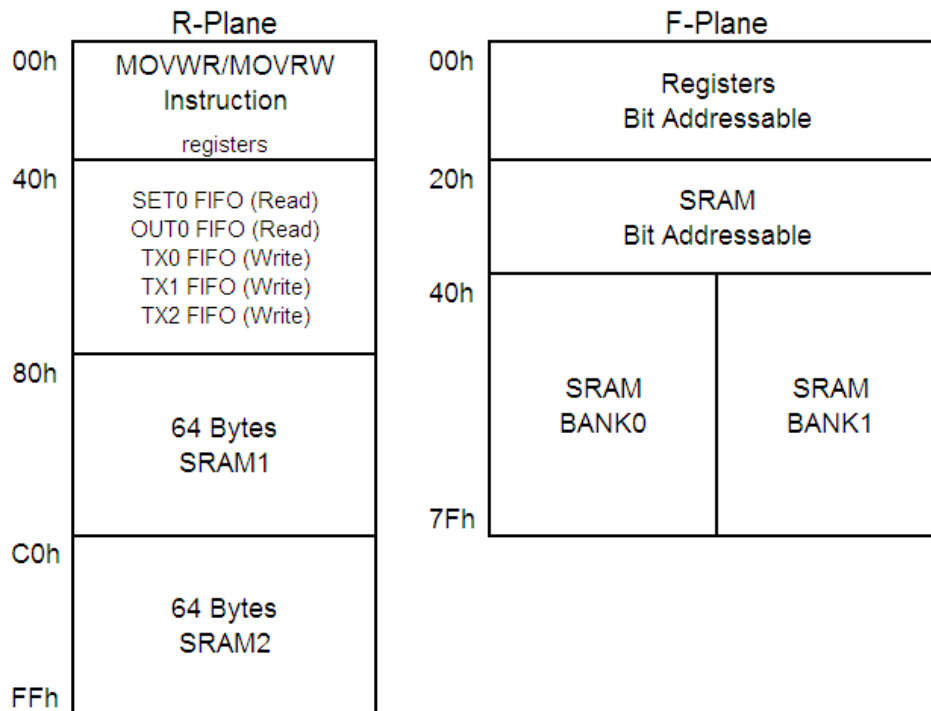 R-Plane
00h
MOVWR/MOVRW
Instruction
registers
40h
SET0 FIFO (Read)
OUT0 FIFO (Read)
TX0 FIFO (Write)
TX1 FIFO (Write)
TX2 FIFO (Write)
80h
64 Bytes
SRAM1
C0h
64 Bytes
SRAM2
FFh
F-Plane
00h
Registers
Bit Addressable
20h
SRAM
Bit Addressable
40h
SRAM
BANK0
SRAM
BANK1
7Fh